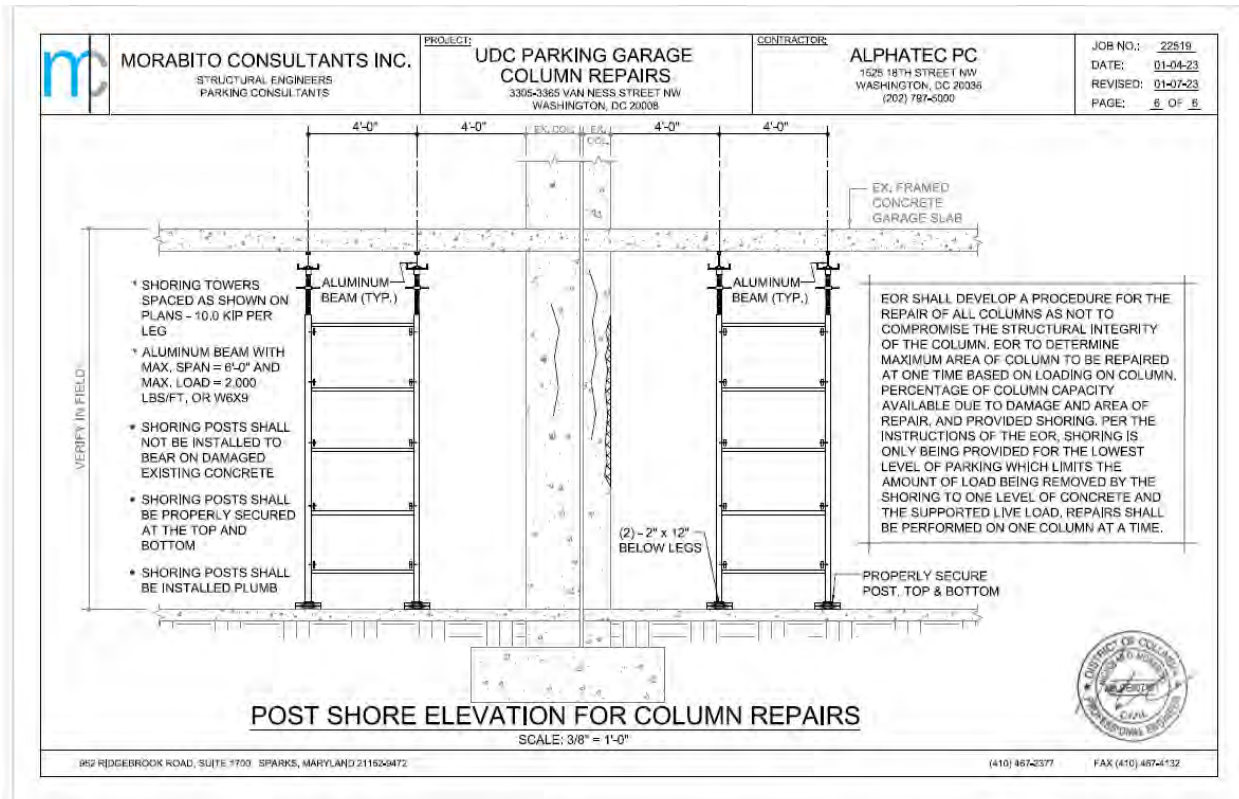 mc
MORABITO CONSULTANTS INC.
STRUCTURAL ENGINEERS
PARKING CONSULTANTS
PROJECT:
UDC PARKING GARAGE
COLUMN REPAIRS
3305-3365 VAN NESS STREET NW
WASHINGTON, DC 20008
CONTRACTOR:
ALPHATEC PC
1525 18TH STREET NW
WASHINGTON, DC 20036
(202) 797-5000
JOB NO.: 22519
DATE: 01-04-23
REVISED: 01-07-23
PAGE: 6 OF 6
4'-0" 4'-0" EX. COL. EX. COL. 4'-0" 4'-0"
EX. FRAMED
CONCRETE
GARAGE SLAB
VERIFY IN FIELD
SHORING TOWERS
SPACED AS SHOWN ON
PLANS - 10.0 KIP PER
LEG
ALUMINUM BEAM WITH
MAX. SPAN = 6'-0" AND
MAX. LOAD = 2,000
LBS/FT, OR W6X9
• SHORING POSTS SHALL
NOT BE INSTALLED TO
BEAR ON DAMAGED
EXISTING CONCRETE
• SHORING POSTS SHALL
BE PROPERLY SECURED
AT THE TOP AND
BOTTOM
• SHORING POSTS SHALL
BE INSTALLED PLUMB
ALUMINUM
BEAM (TYP.)
ALUMINUM
BEAM (TYP.)
(2) - 2" x 12"
BELOW LEGS
EOR SHALL DEVELOP A PROCEDURE FOR THE
REPAIR OF ALL COLUMNS AS NOT TO
COMPROMISE THE STRUCTURAL INTEGRITY
OF THE COLUMN. EOR TO DETERMINE
MAXIMUM AREA OF COLUMN TO BE REPAIRED
AT ONE TIME BASED ON LOADING ON COLUMN,
PERCENTAGE OF COLUMN CAPACITY
AVAILABLE DUE TO DAMAGE AND AREA OF
REPAIR, AND PROVIDED SHORING. PER THE
INSTRUCTIONS OF THE EOR, SHORING IS
ONLY BEING PROVIDED FOR THE LOWEST
LEVEL OF PARKING WHICH LIMITS THE
AMOUNT OF LOAD BEING REMOVED BY THE
SHORING TO ONE LEVEL OF CONCRETE AND
THE SUPPORTED LIVE LOAD. REPAIRS SHALL
BE PERFORMED ON ONE COLUMN AT A TIME.
PROPERLY SECURE
POST, TOP & BOTTOM
DISTRICT OF COLUMBIA
CIVIL
PROFESSIONAL ENGINEER
POST SHORE ELEVATION FOR COLUMN REPAIRS
SCALE: 3/8" = 1'-0"
952 RIDGEBROOK ROAD, SUITE 1700 SPARKS, MARYLAND 21152-9472
(410) 467-2377 FAX (410) 467-4132